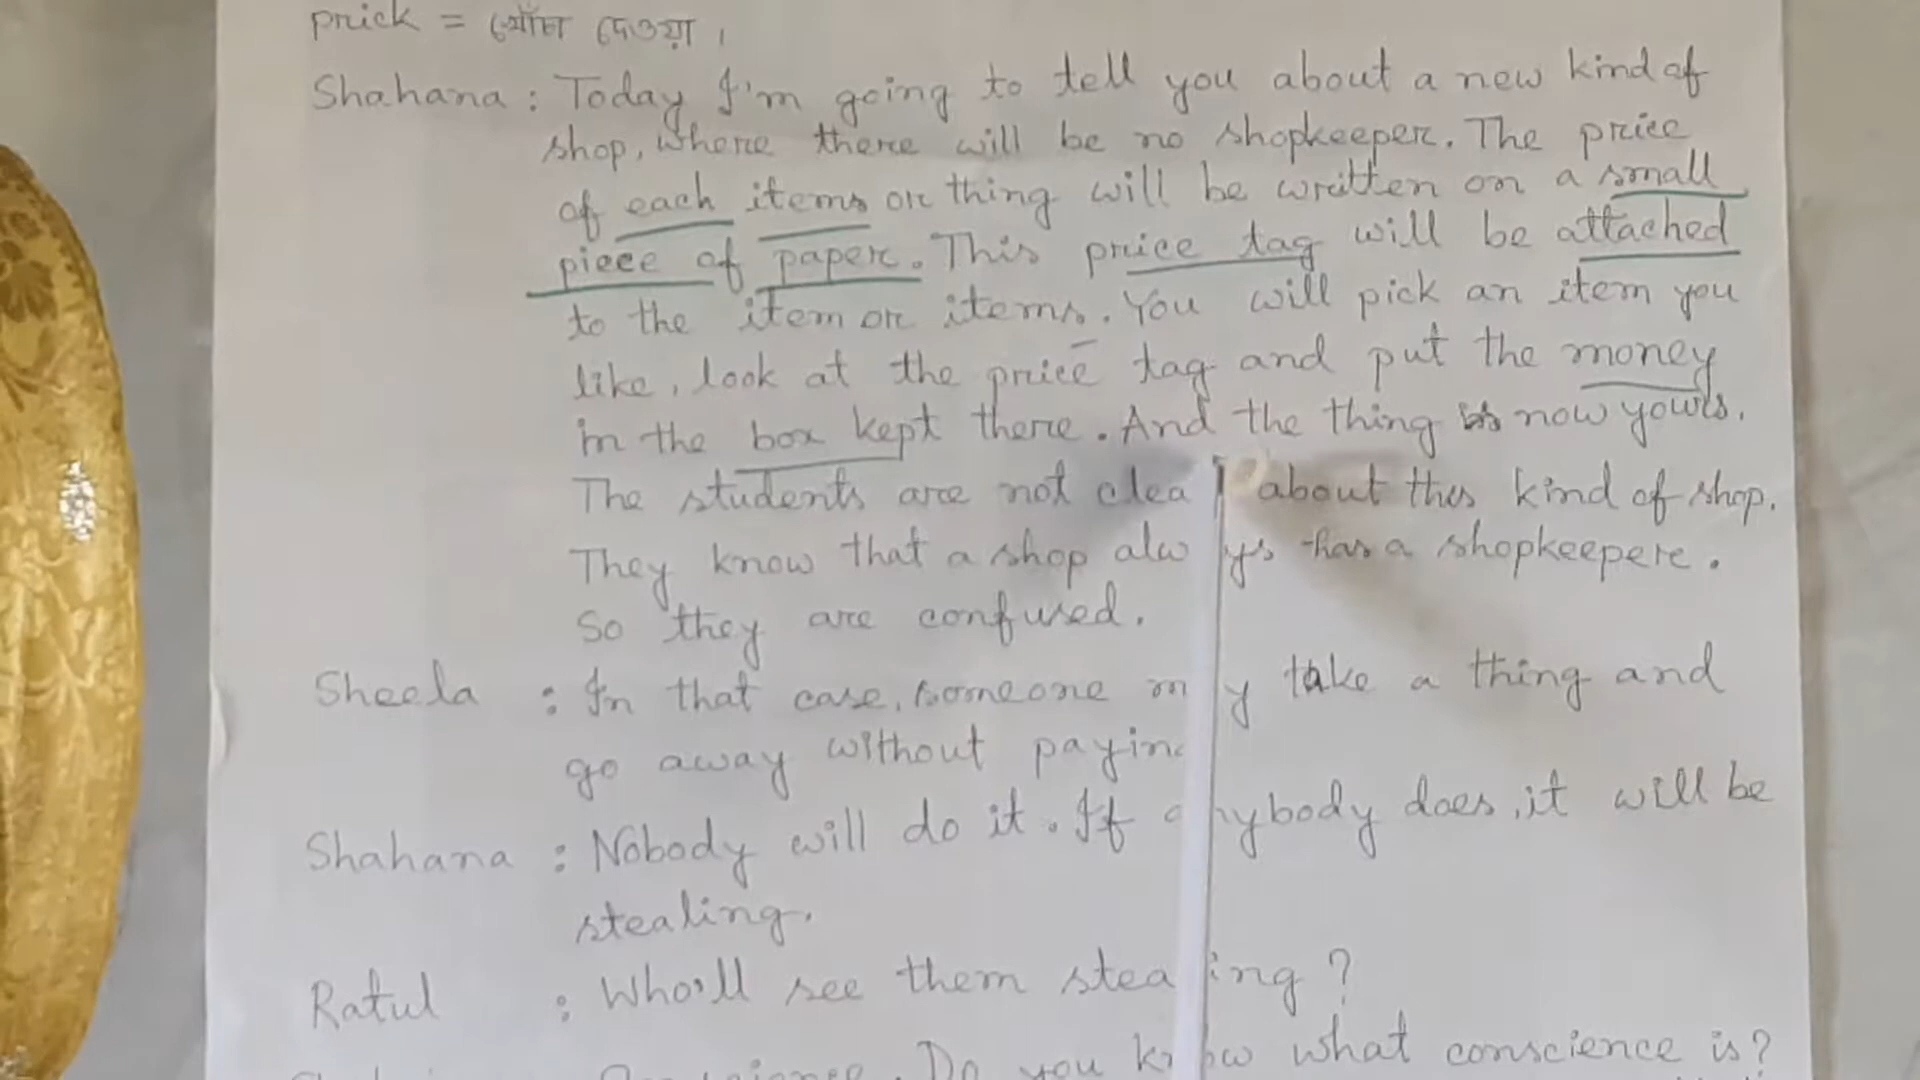 prick = খোঁচা দেওয়া।
Shahana : Today I'm going to tell you about a new kind of
shop, where there will be no shopkeeper. The price
of each items or thing will be written on a small
piece of paper. This price tag will be attached
to the item or items. You will pick an item you
like, look at the price tag and put the money
in the box kept there. And the thing is now yours.
The students are not clea about this kind of shop.
They know that a shop alw ys has a shopkeepere.
So they are confused.
Sheela : In that case, someone m y take a thing and
go away without payin
Shahana : Nobody will do it. If a nybody does, it will be
stealing.
Ratul : Who'll see them stea ing ?
Do you kn ow what conscience is?